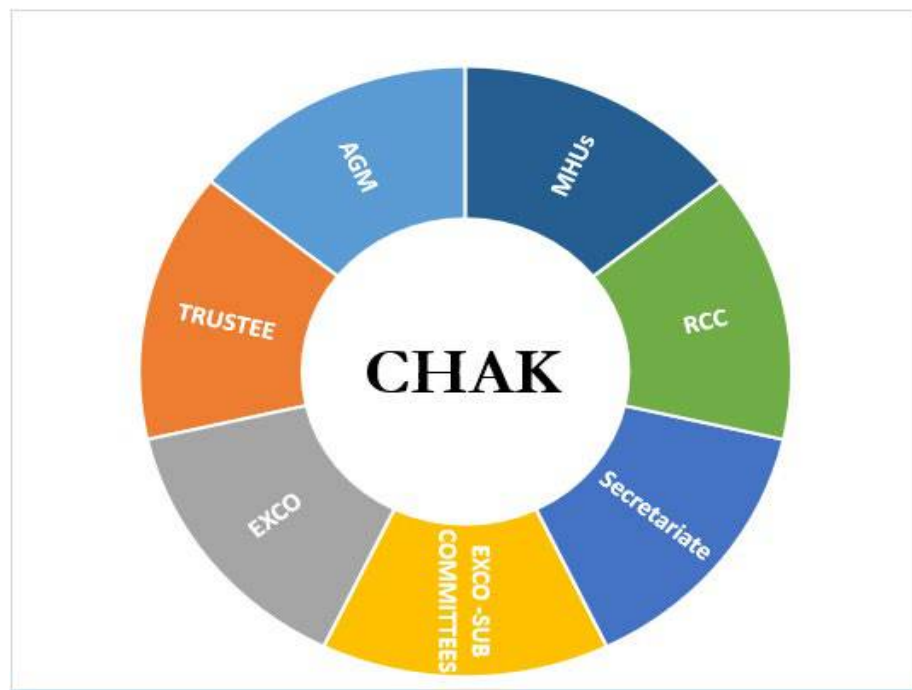 AGM
MHUs
TRUSTEE
RCC
CHAK
EXCO
Secretariate
EXCO -SUB
COMMITTEES